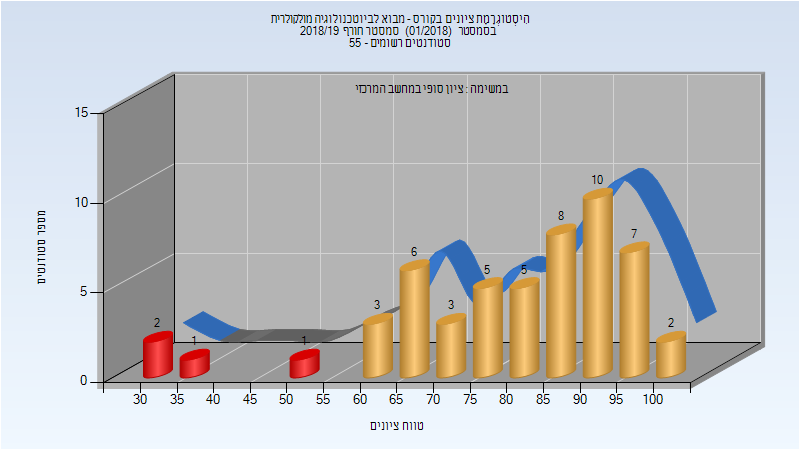 היסטוגרמת ציונים בקורס - מבוא לביוטכנולוגיה מולקולרית
בסמסטר (01/2018) סמסטר חורף 2018/19
סטודנטים רשומים - 55
במשימה : ציון סופי במחשב המרכזי
מספר סטודנטים
15
10
5
0
2
1
1
3
6
3
5
5
8
10
7
2
30 35 40 45 50 55 60 65 70 75 80 85 90 95 100
טווח ציונים